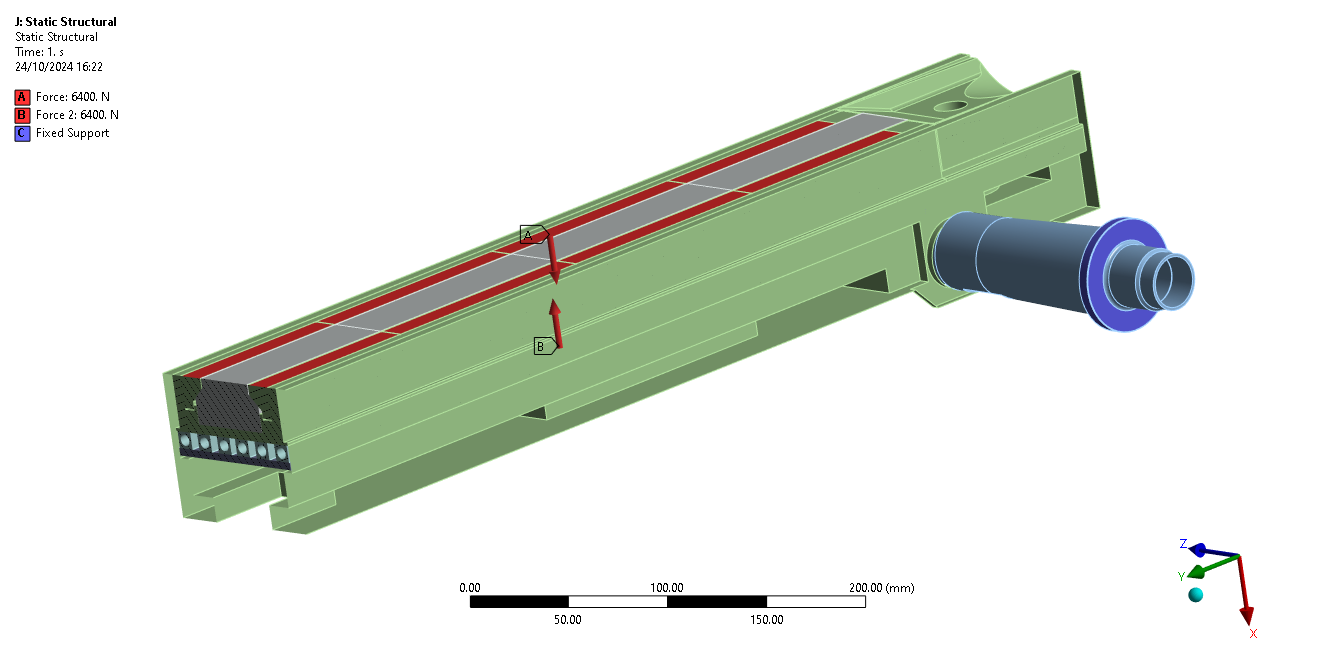 J: Static Structural
Static Structural
Time: 1. s
24/10/2024 16:22
A Force: 6400. N
B Force 2: 6400. N
C Fixed Support
A
B
0.00 100.00 200.00 (mm)
50.00 150.00
Z
Y
X